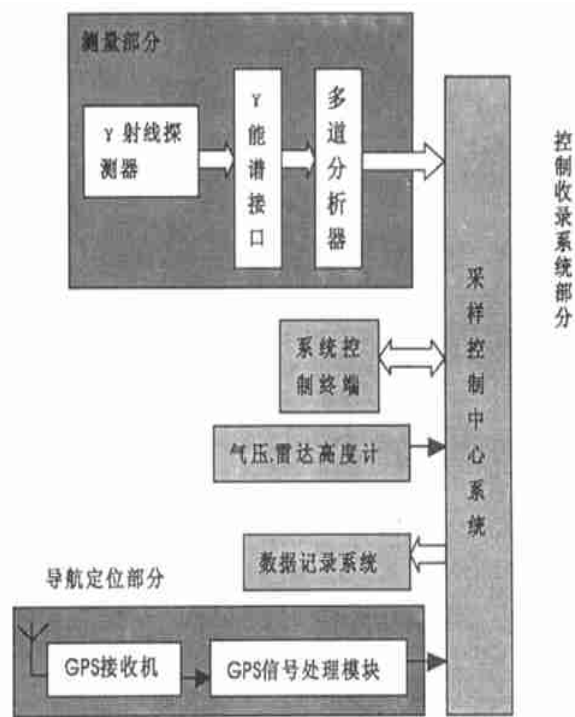 测量部分
γ射线探
测器
γ
能
谱
接
口
多
道
分
析
器
控制收录系统部分
采样控制中心系统
系统控
制终端
气压.雷达高度计
数据记录系统
导航定位部分
GPS接收机
GPS信号处理模块